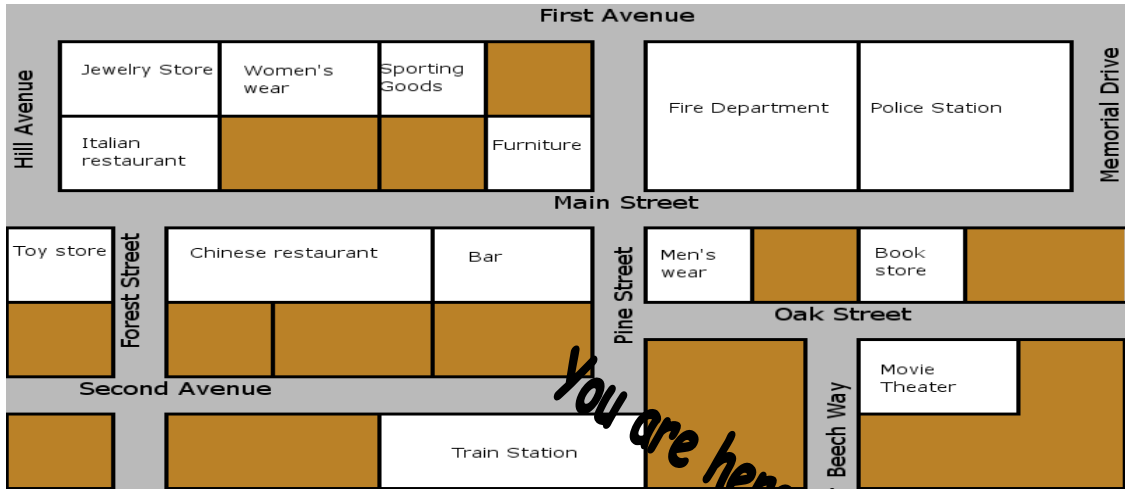 First Avenue
Hill Avenue
Jewelry Store
Women's
wear
Sporting
Goods
Fire Department
Police Station
Memorial Drive
Italian
restaurant
Furniture
Main Street
Toy store
Forest Street
Chinese restaurant
Bar
Pine Street
Men's
wear
Book
store
Oak Street
You are here
Second Avenue
Movie
Theater
Beech Way
Train Station